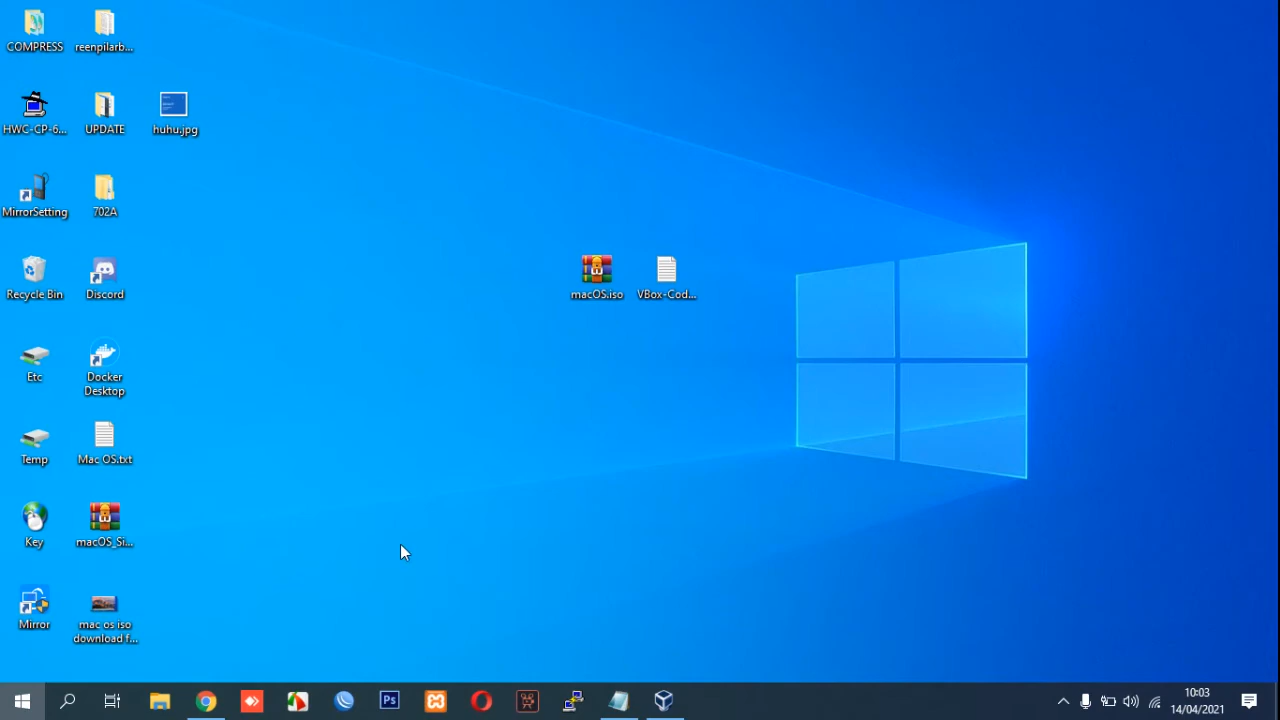 COMPRESS
reenpilarb...
HWC-CP-6...
UPDATE
huhu.jpg
MirrorSetting
702A
macOS.iso
VBox-Cod...
Recycle Bin
Discord
Etc
Docker
Desktop
Temp
Mac OS.txt
Key
macOS_Si...
Mirror
mac os iso
download f...
Ps
10:03
14/04/2021